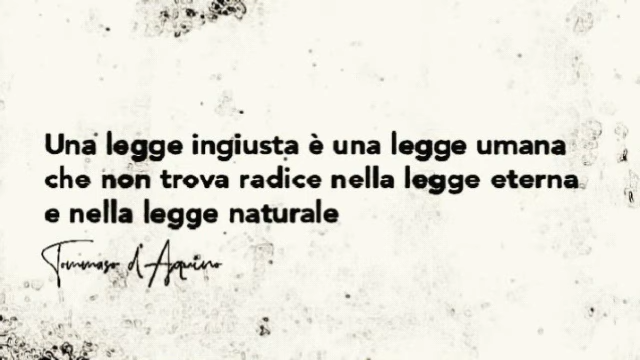 Una legge ingiusta è una legge umana
che non trova radice nella legge eterna
e nella legge naturale
Tommaso d'Aquino